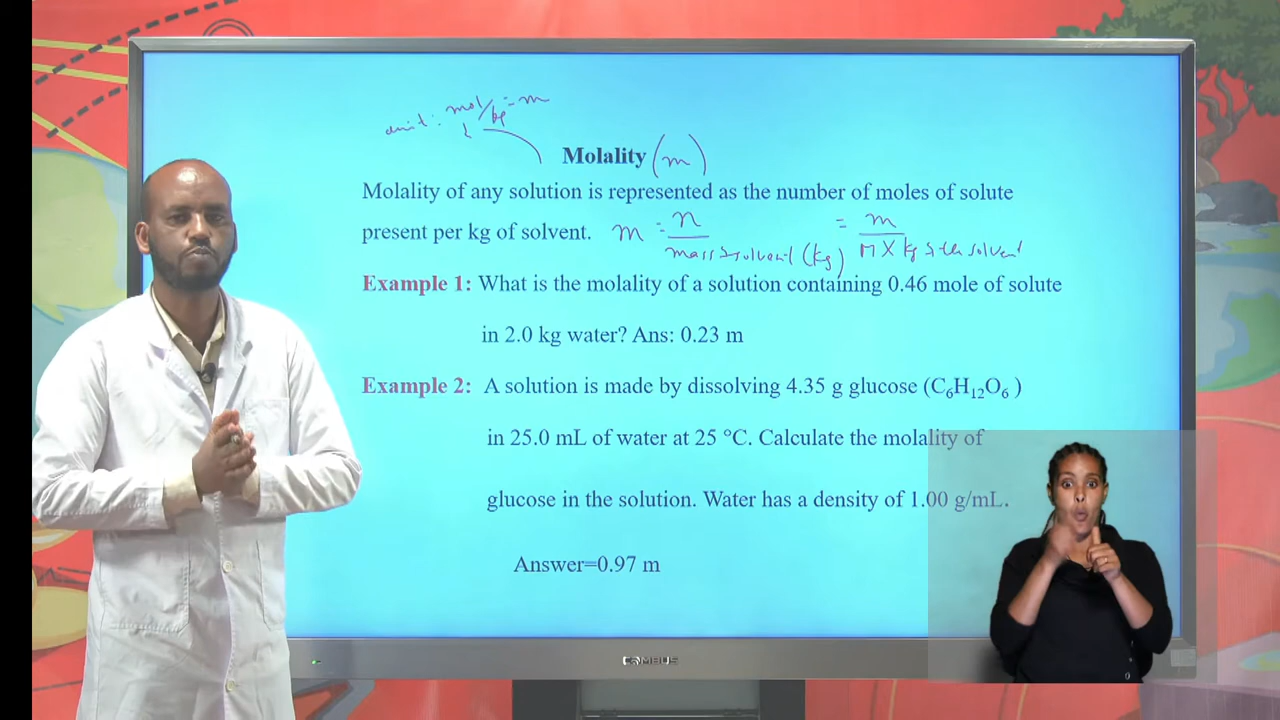 unit: mol/kg = m
Molality (m)
Molality of any solution is represented as the number of moles of solute
present per kg of solvent. m = n / mass solvent (kg) = m / M X kg the solvent
Example 1: What is the molality of a solution containing 0.46 mole of solute
in 2.0 kg water? Ans: 0.23 m
Example 2: A solution is made by dissolving 4.35 g glucose (C₆H₁₂O₆ )
in 25.0 mL of water at 25 °C. Calculate the molality of
glucose in the solution. Water has a density of 1.00 g/mL.
Answer=0.97 m